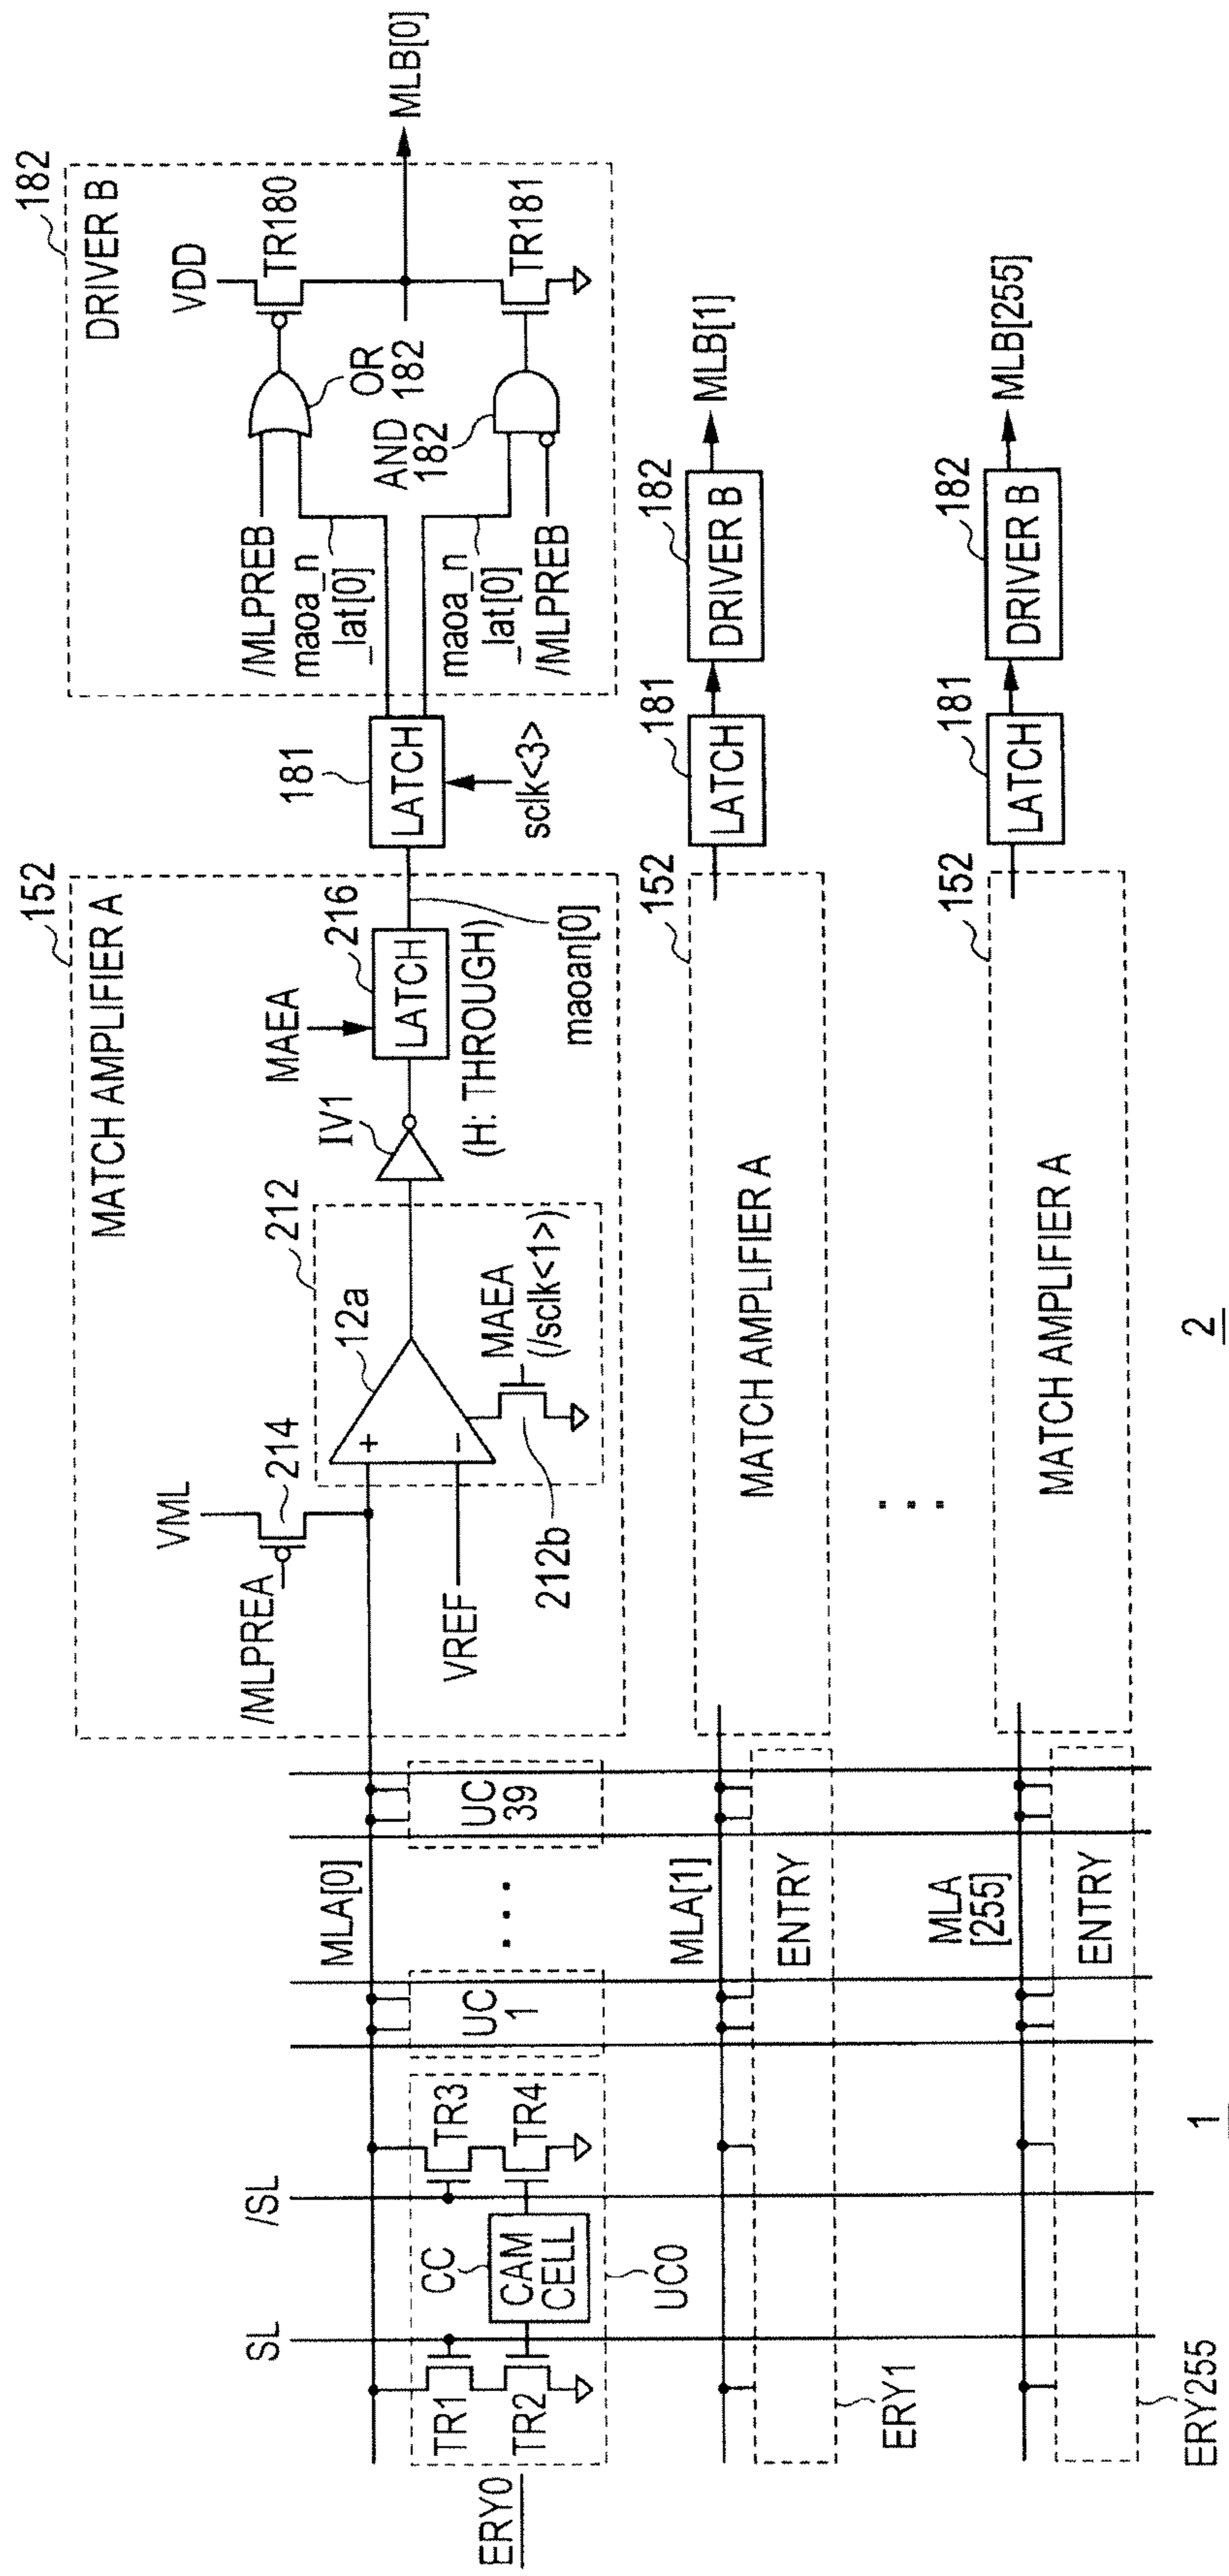 SL
/SL
MLA[0]
CC
CAM
CELL
TR1
TR2
TR3
TR4
UC0
ERY0
UC
1
. . .
UC
39
MATCH AMPLIFIER A
152
VML
/MLPREA
214
VREF
+
−
12a
212
212b
MAEA
(/sclk<1>)
IV1
MAEA
LATCH
216
(H: THROUGH)
maoan[0]
181
LATCH
sclk<3>
DRIVER B
182
VDD
TR180
/MLPREB
maoa_n
_lat[0]
OR
182
AND
182
maoa_n
_lat[0]
/MLPREB
TR181
MLB[0]
MLA[1]
ENTRY
ERY1
152
MATCH AMPLIFIER A
181
LATCH
182
DRIVER B
MLB[1]
. . .
MLA
[255]
ENTRY
ERY255
152
MATCH AMPLIFIER A
181
LATCH
182
DRIVER B
MLB[255]
1
2